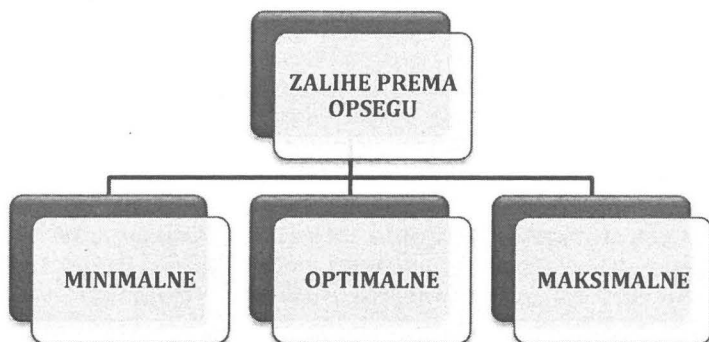 ZALIHE PREMA
OPSEGU
MINIMALNE
OPTIMALNE
MAKSIMALNE